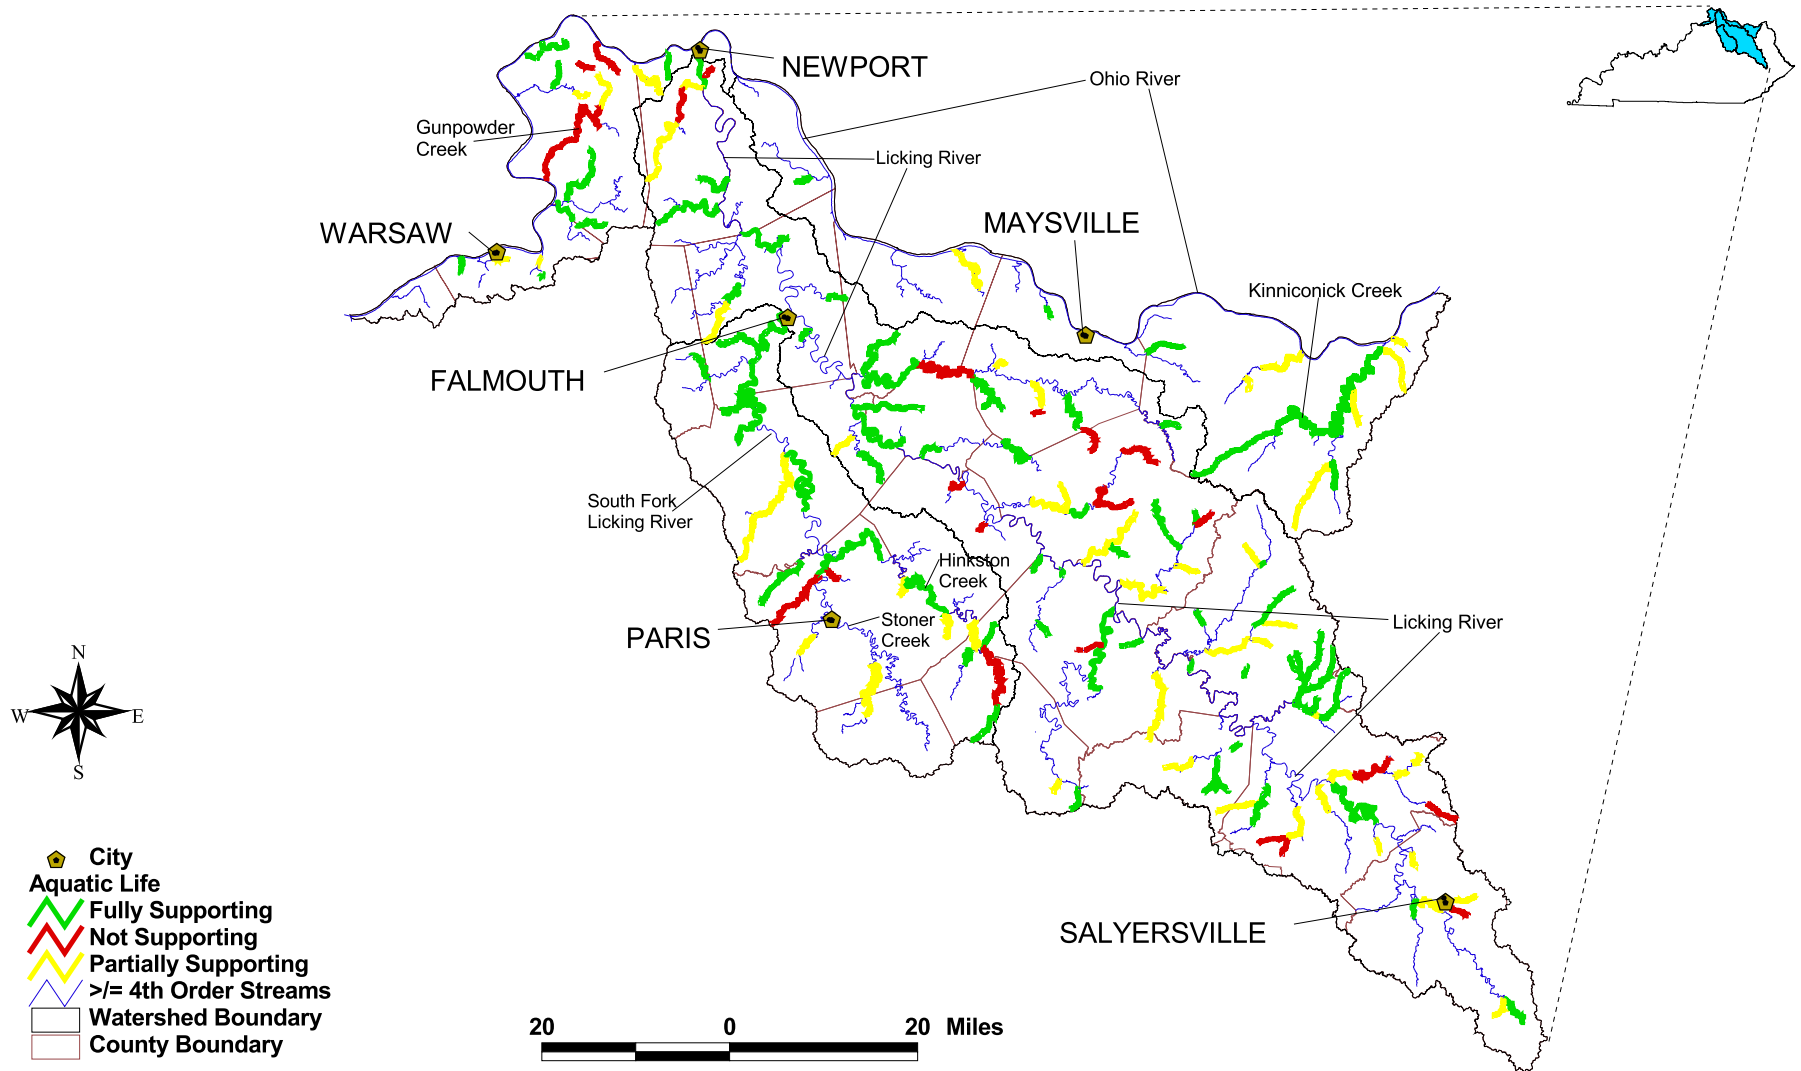 NEWPORT
Ohio River
Gunpowder
Creek
Licking River
WARSAW
MAYSVILLE
Kinniconick Creek
FALMOUTH
South Fork
Licking River
Hinkston
Creek
Stoner
Creek
PARIS
Licking River
N
W
E
S
SALYERSVILLE
City
Aquatic Life
Fully Supporting
Not Supporting
Partially Supporting
>/= 4th Order Streams
Watershed Boundary
County Boundary
20 0 20 Miles